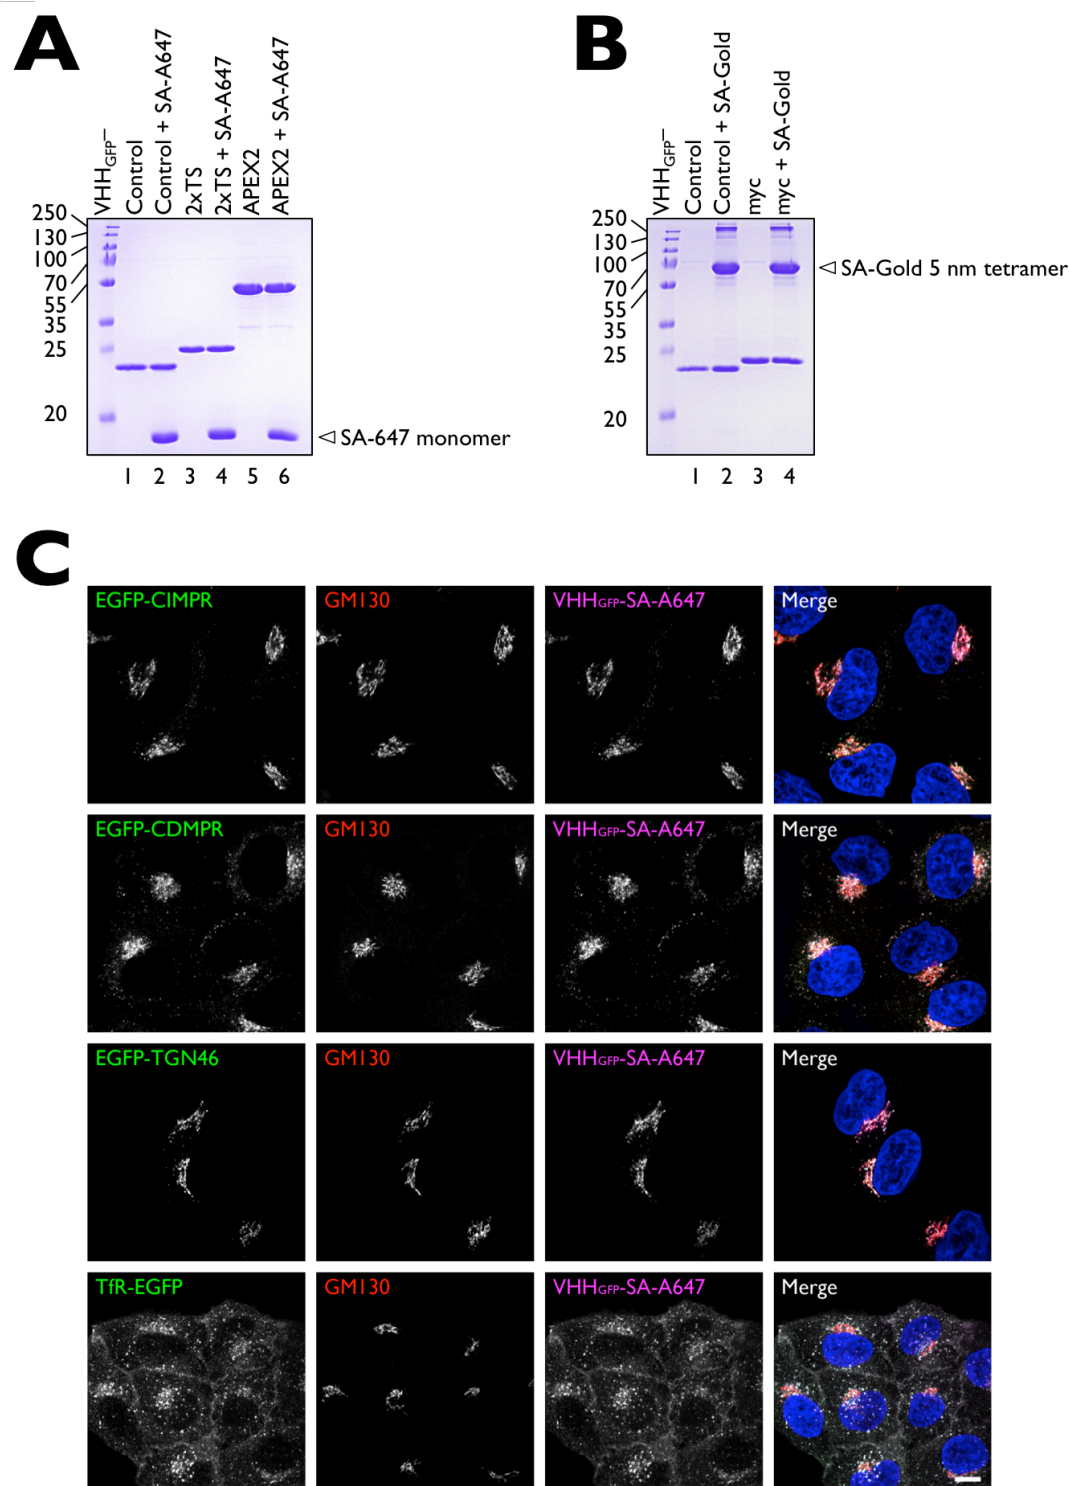 A
VHHGFP–
Control
Control + SA-A647
2xTS
2xTS + SA-A647
APEX2
APEX2 + SA-A647
250
130
100
70
55
35
25
20
SA-647 monomer
1 2 3 4 5 6
B
VHHGFP–
Control
Control + SA-Gold
myc
myc + SA-Gold
250
130
100
70
55
35
25
20
SA-Gold 5 nm tetramer
1 2 3 4
C
EGFP-CIMPR GM130 VHHGFP-SA-A647 Merge
EGFP-CDMPR GM130 VHHGFP-SA-A647 Merge
EGFP-TGN46 GM130 VHHGFP-SA-A647 Merge
TfR-EGFP GM130 VHHGFP-SA-A647 Merge